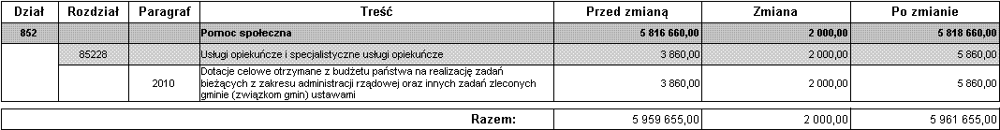 Dział Rozdział Paragraf Treść Przed zmianą Zmiana Po zmianie
852 Pomoc społeczna 5 816 660,00 2 000,00 5 818 660,00
85228 Usługi opiekuńcze i specjalistyczne usługi opiekuńcze 3 860,00 2 000,00 5 860,00
Dotacje celowe otrzymane z budżetu państwa na realizację zadań
2010 bieżących z zakresu administracji rządowej oraz innych zadań zleconych 3 860,00 2 000,00 5 860,00
gminie (związkom gmin) ustawami
Razem: 5 959 655,00 2 000,00 5 961 655,00